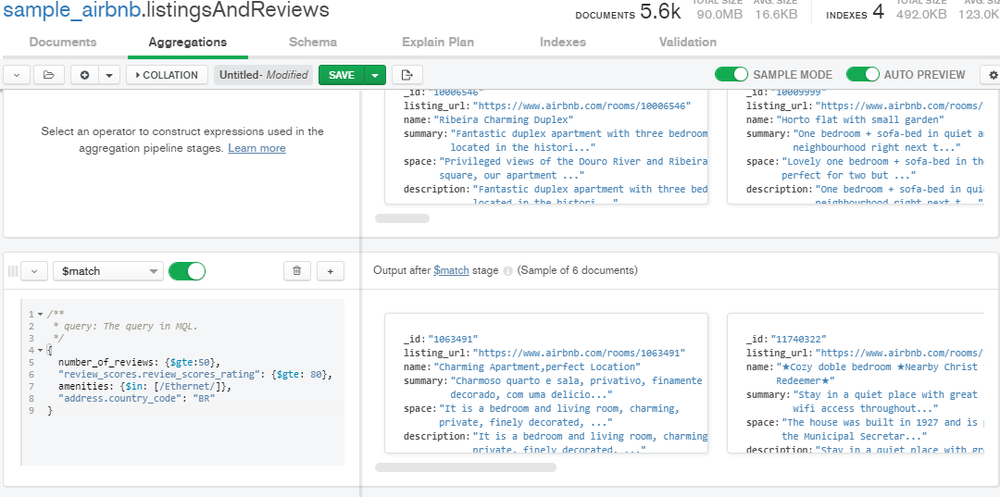 sample_airbnb.listingsAndReviews
DOCUMENTS 5.6k
TOTAL SIZE AVG. SIZE
90.0MB 16.6KB
INDEXES 4
TOTAL SIZE
492.0KB 123.0K
Documents Aggregations Schema Explain Plan Indexes Validation
COLLATION Untitled- Modified SAVE SAMPLE MODE AUTO PREVIEW
Select an operator to construct expressions used in the
aggregation pipeline stages. Learn more
_id: "10006546"
listing_url: "https://www.airbnb.com/rooms/10006546"
name: "Ribeira Charming Duplex"
summary: "Fantastic duplex apartment with three bedroom
located in the histori..."
space: "Privileged views of the Douro River and Ribeira
square, our apartment ..."
description: "Fantastic duplex apartment with three bed
located in the histori..."
_id: "10009999"
listing_url: "https://www.airbnb.com/rooms/
name: "Horto flat with small garden"
summary: "One bedroom + sofa-bed in quiet a
neighbourhood right next t..."
space: "Lovely one bedroom + sofa-bed in th
perfect for two but ..."
description: "One bedroom + sofa-bed in qui
neighbourhood right next t..."
$match
Output after $match stage (Sample of 6 documents)
1 /**
2 * query: The query in MQL.
3 */
4 {
5 number_of_reviews: {$gte:50},
6 "review_scores.review_scores_rating": {$gte: 80},
7 amenities: {$in: [/Ethernet/]},
8 "address.country_code": "BR"
9 }
_id: "1063491"
listing_url: "https://www.airbnb.com/rooms/1063491"
name: "Charming Apartment,perfect Location"
summary: "Charmoso quarto e sala, privativo, finamente
decorado, com uma delicio..."
space: "It is a bedroom and living room, charming,
private, finely decorated, ..."
description: "It is a bedroom and living room, charming
private, finely decorated, ..."
_id: "11740322"
listing_url: "https://www.airbnb.com/rooms/
name: "★Cozy doble bedroom ★Nearby Christ
Redeemer★"
summary: "Stay in a quiet place with great
wifi access throughout..."
space: "The house was built in 1927 and is
the Municipal Secretar..."
description: "Stay in a quiet place with gr